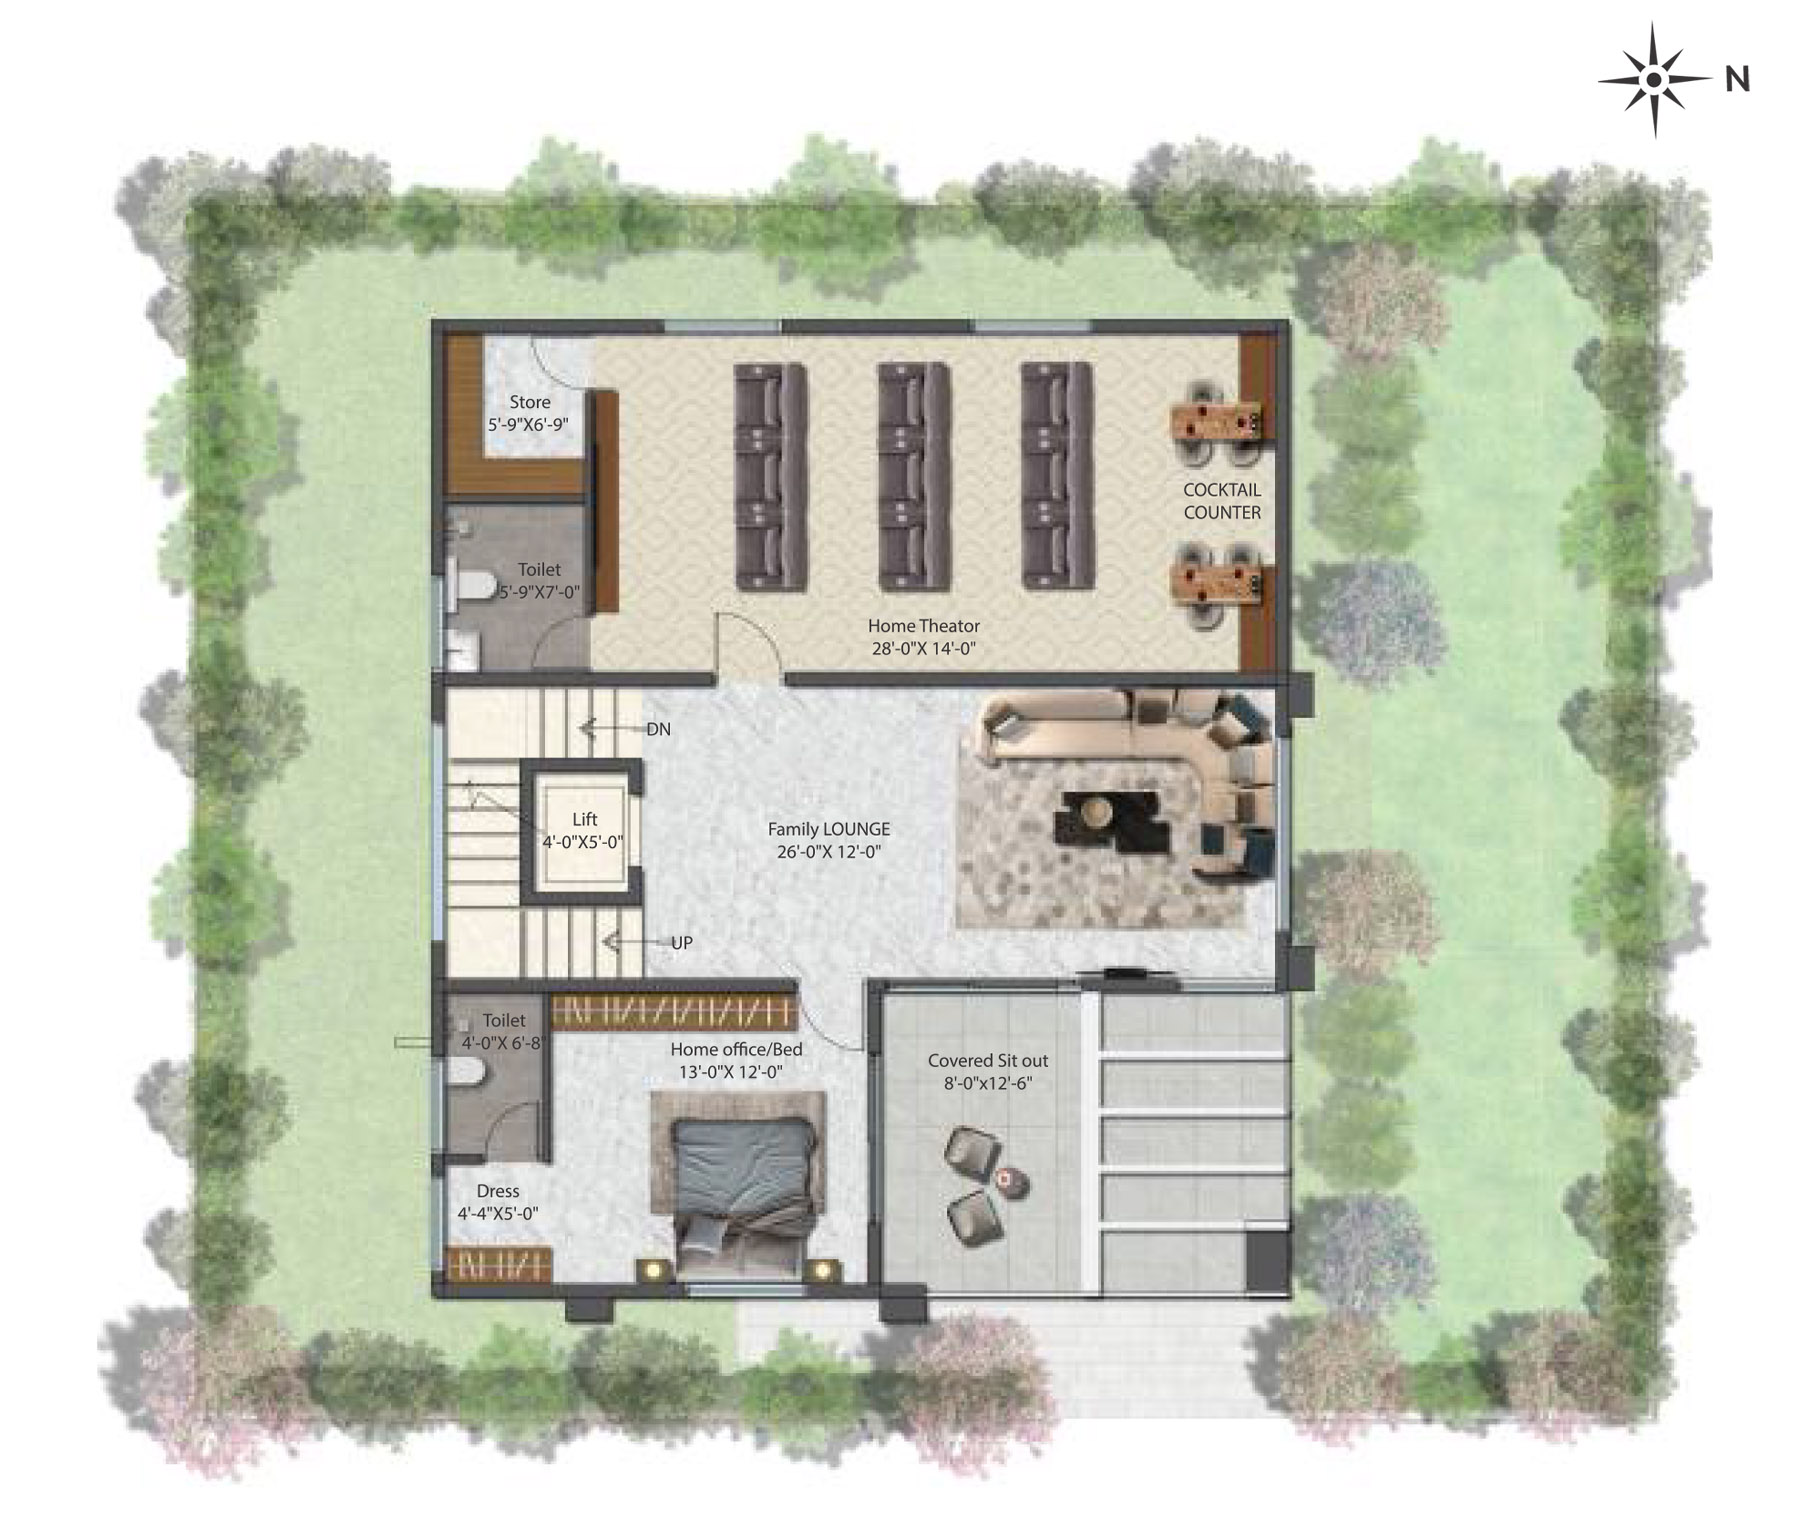 N
Store
5'-9"X6'-9"
COCKTAIL
COUNTER
Toilet
5'-9"X7'-0"
Home Theator
28'-0"X 14'-0"
DN
Lift
4'-0"X5'-0"
Family LOUNGE
26'-0"X 12'-0"
UP
Toilet
4'-0"X 6'-8"
Home office/Bed
13'-0"X 12'-0"
Covered Sit out
8'-0"x12'-6"
Dress
4'-4"X5'-0"